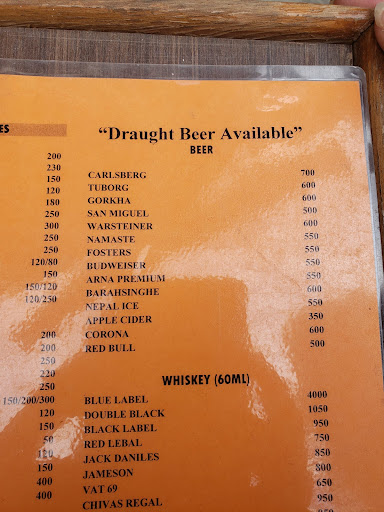 ES
200
230
150
120
180
250
300
250
250
120/80
150
150/120
120/250
200
200
250
220
250
150/200/300
120
150
50
120
150
400
400
"Draught Beer Available"
BEER
CARLSBERG 700
TUBORG 600
GORKHA 600
SAN MIGUEL 500
WARSTEINER 600
NAMASTE 550
FOSTERS 550
BUDWEISER 600
ARNA PREMIUM 550
BARAHSINGHE 600
NEPAL ICE 550
APPLE CIDER 350
CORONA 600
RED BULL 500
WHISKEY (60ML)
BLUE LABEL 4000
DOUBLE BLACK 1050
BLACK LABEL 950
RED LEBAL 750
JACK DANILES 850
JAMESON 800
VAT 69 650
CHIVAS REGAL 950